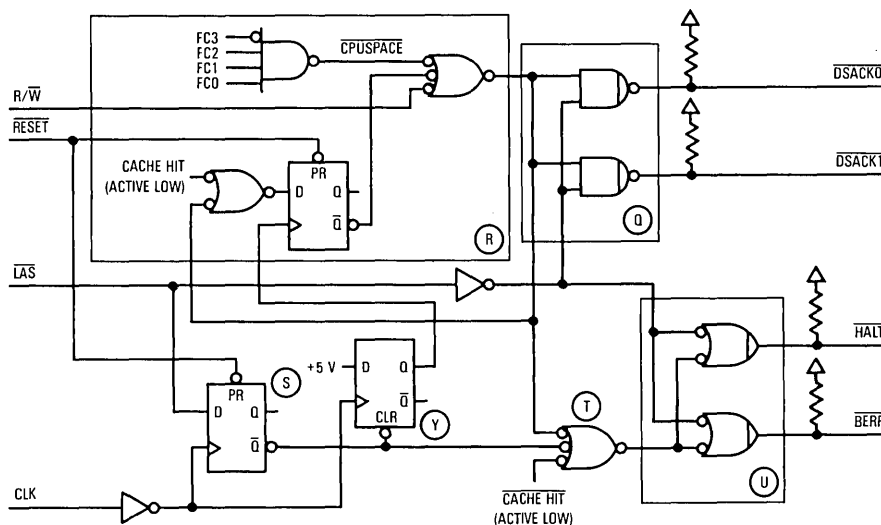 FC3
FC2
FC1
FC0
CPUSPACE
R/W
RESET
CACHE HIT
(ACTIVE LOW)
PR
D
Q
Q
R
Q
DSACK0
DSACK1
LAS
+5 V
D
Q
Q
CLR
Y
S
PR
D
Q
Q
T
CACHE HIT
(ACTIVE LOW)
U
HALT
BERR
CLK